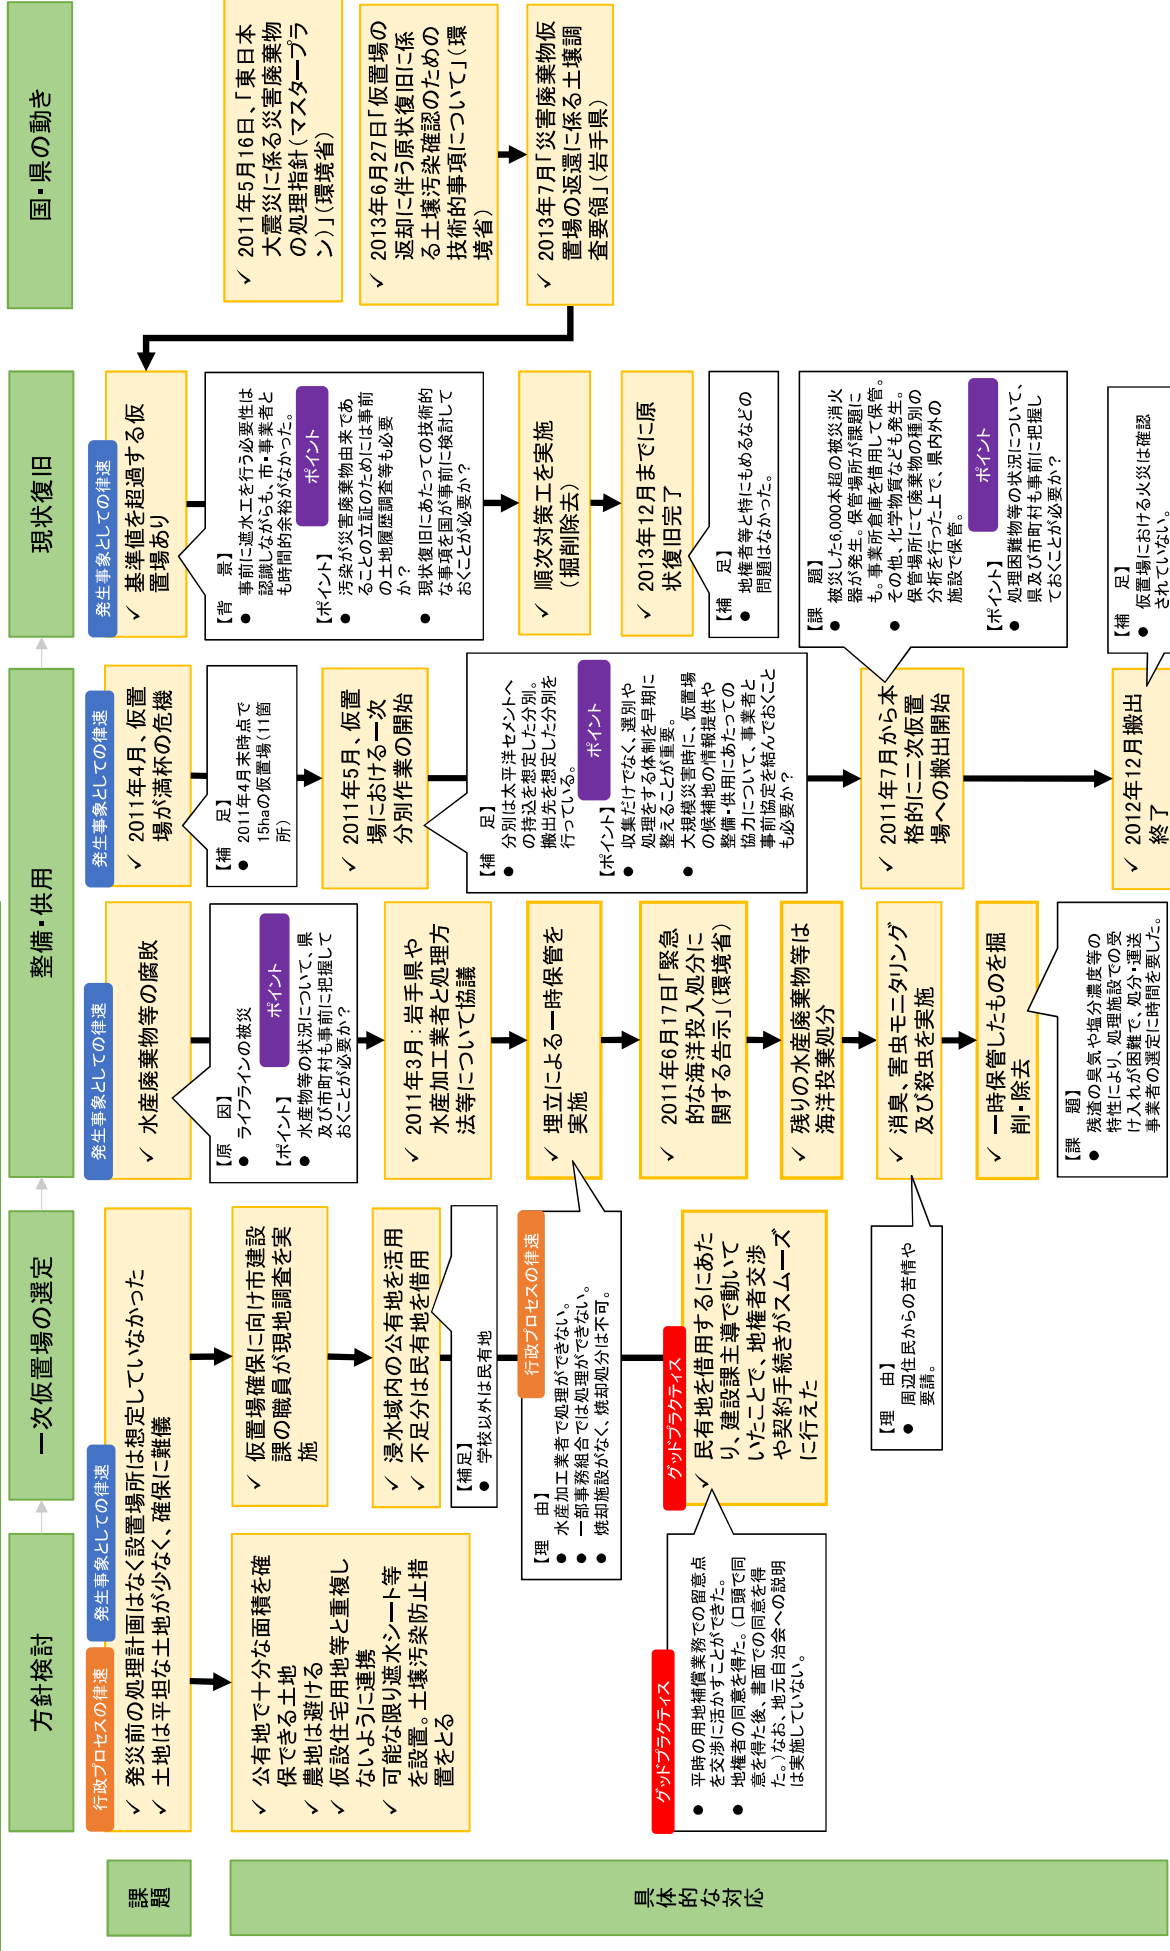 方針検討
一次仮置場の選定
整備・供用
現状復旧
国・県の動き
課
題
行政プロセスの律速
発生事象としての律速
✓ 発災前の処理計画はなく設置場所は想定していなかった
✓ 土地は平坦な土地が少なく、確保に難儀
発生事象としての律速
✓ 水産廃棄物等の腐敗
発生事象としての律速
✓ 2011年4月、仮置
場が満杯の危機
発生事象としての律速
✓ 基準値を超過する仮
置場あり
具
体
的
な
対
応
✓ 公有地で十分な面積を確
保できる土地
✓ 農地は避ける
✓ 仮設住宅用地等と重複し
ないように連携
✓ 可能な限り遮水シート等
を設置。土壌汚染防止措
置をとる
グッドプラクティス
● 平時の用地補償業務での留意点
を交渉に活かすことができた。
● 地権者の同意を得た。（口頭で同
意を得た後、書面での同意を得
た。）なお、地元自治会への説明
は実施していない。
✓ 仮置場確保に向け市建設
課の職員が現地調査を実
施
✓ 浸水域内の公有地を活用
✓ 不足分は民有地を借用
【補足】
● 学校以外は民有地
行政プロセスの律速
【理　由】
● 水産加工業者で処理ができない。
● 一部事務組合では処理ができない。
● 焼却施設がなく、焼却処分は不可。
グッドプラクティス
✓ 民有地を借用するにあた
り、建設課主導で動いて
いたことで、地権者交渉
や契約手続きがスムーズ
に行えた
【理　由】
● 周辺住民からの苦情や
要請。
【原　因】
● ライフラインの被災
ポイント
【ポイント】
● 水産物等の状況について、県
及び市町村も事前に把握して
おくことが必要か？
✓ 2011年3月：岩手県や
水産加工業者と処理方
法等について協議
✓ 埋立による一時保管を
実施
✓ 2011年6月17日「緊急
的な海洋投入処分に
関する告示」（環境省）
✓ 残りの水産廃棄物等は
海洋投棄処分
✓ 消臭、害虫モニタリング
及び殺虫を実施
✓ 一時保管したものを掘
削・除去
【課　題】
● 残渣の臭気や塩分濃度等の
特性により、処理施設での受
け入れが困難で、処分・運送
事業者の選定に時間を要した。
【補　足】
● 2011年4月末時点で
15haの仮置場（11箇
所）
✓ 2011年5月、仮置
場における一次
分別作業の開始
【補　足】
● 分別は太平洋セメントへ
の持込を想定した分別。
搬出先を想定した分別を
行っている。
ポイント
【ポイント】
● 収集だけでなく、選別や
処理をする体制を早期に
整えることが重要。
● 大規模災害時に、仮置場
の候補地の情報提供や
整備・供用にあたっての
協力について、事業者と
事前協定を結んでおくこと
も必要か？
✓ 2011年7月から本
格的に二次仮置
場への搬出開始
✓ 2012年12月搬出
終了
【背　景】
● 事前に遮水工を行う必要性は
認識しながらも、市・事業者と
も時間的余裕がなかった。
ポイント
【ポイント】
● 汚染が災害廃棄物由来であ
ることの立証のためには事前
の土地履歴調査等も必要
か？
● 現状復旧にあたっての技術的
な事項を国が事前に検討して
おくことが必要か？
✓ 順次対策工を実施
（掘削除去）
✓ 2013年12月までに原
状復旧完了
【補　足】
● 地権者等と特にもめるなどの
問題はなかった。
【課　題】
● 被災した6,000本超の被災消火
器が発生。保管場所が課題に
も。事業所倉庫を借用して保管。
● その他、化学物質なども発生。
保管場所にて廃棄物の種別の
分析を行った上で、県内外の
施設で保管。
ポイント
【ポイント】
● 処理困難物等の状況について、
県及び市町村も事前に把握し
ておくことが必要か？
【補　足】
● 仮置場における火災は確認
されていない。
✓ 2011年5月16日、「東日本
大震災に係る災害廃棄物
の処理指針（マスタープラ
ン）」（環境省）
✓ 2013年6月27日「仮置場の
返却に伴う原状復旧に係
る土壌汚染確認のための
技術的事項について」（環
境省）
✓ 2013年7月「災害廃棄物仮
置場の返還に係る土壌調
査要領」（岩手県）